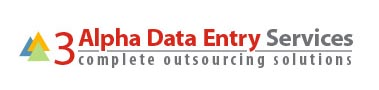 3 Alpha Data Entry Services
complete outsourcing solutions